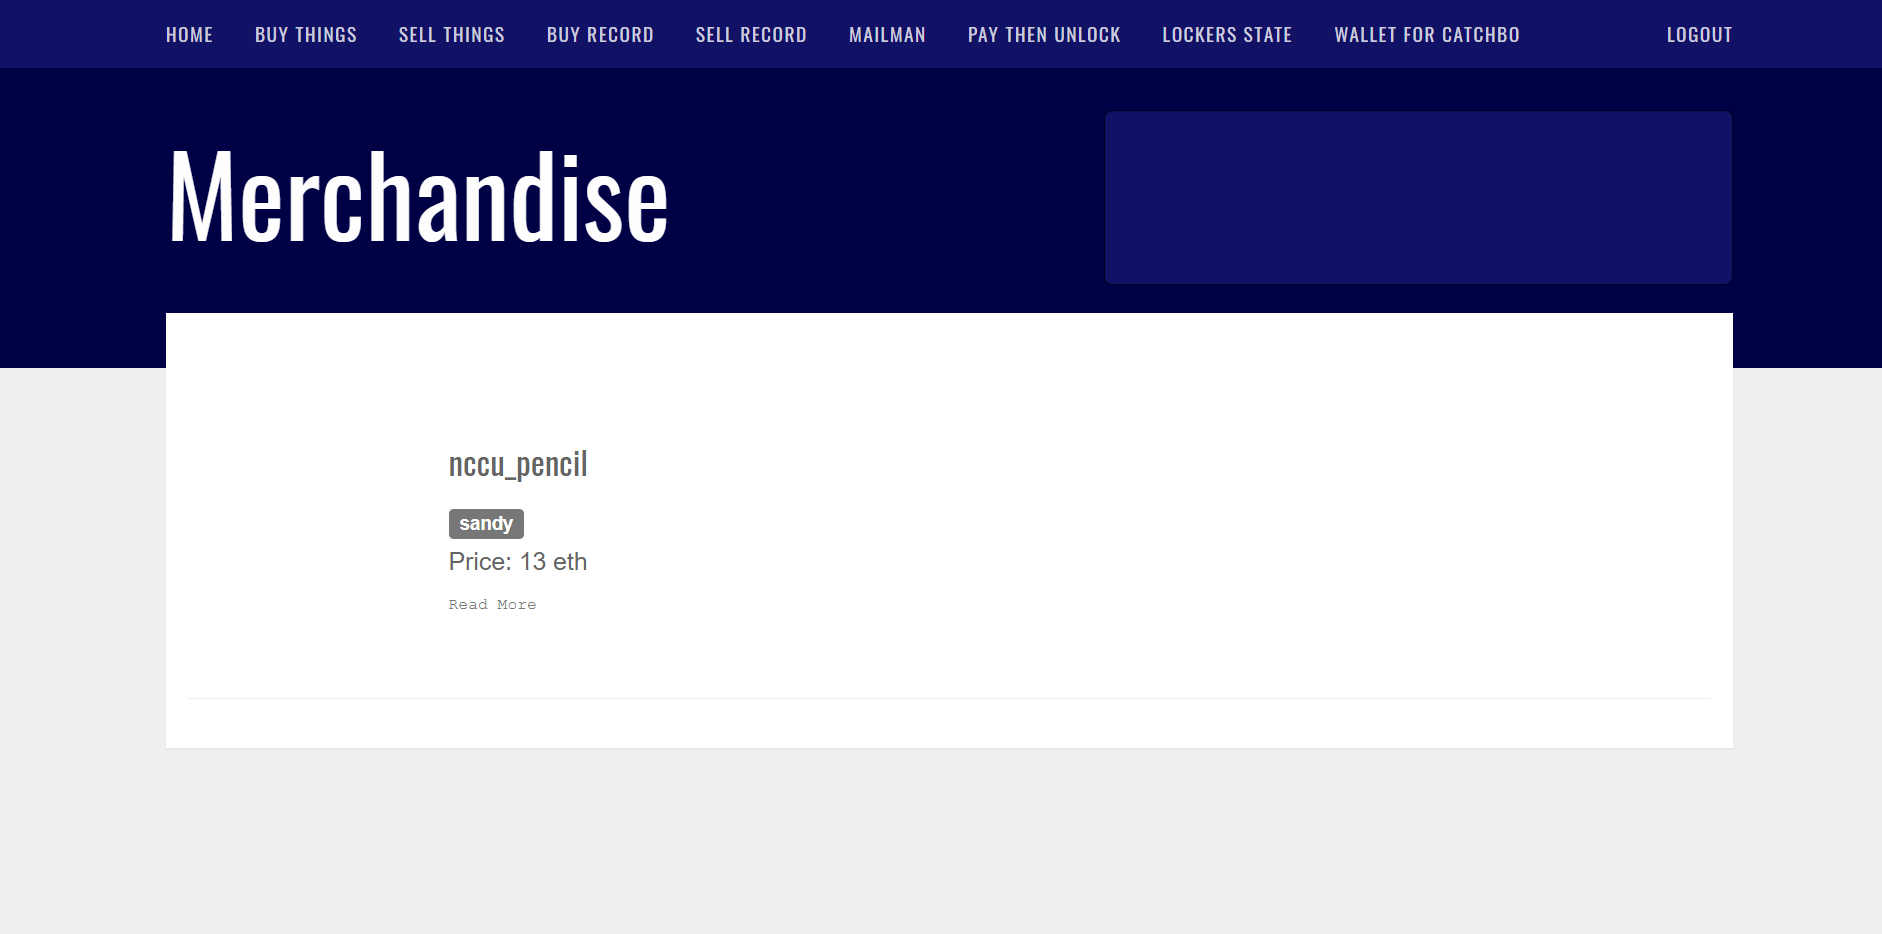 HOME BUY THINGS SELL THINGS BUY RECORD SELL RECORD MAILMAN PAY THEN UNLOCK LOCKERS STATE WALLET FOR CATCHBO LOGOUT
Merchandise
nccu_pencil
sandy
Price: 13 eth
Read More